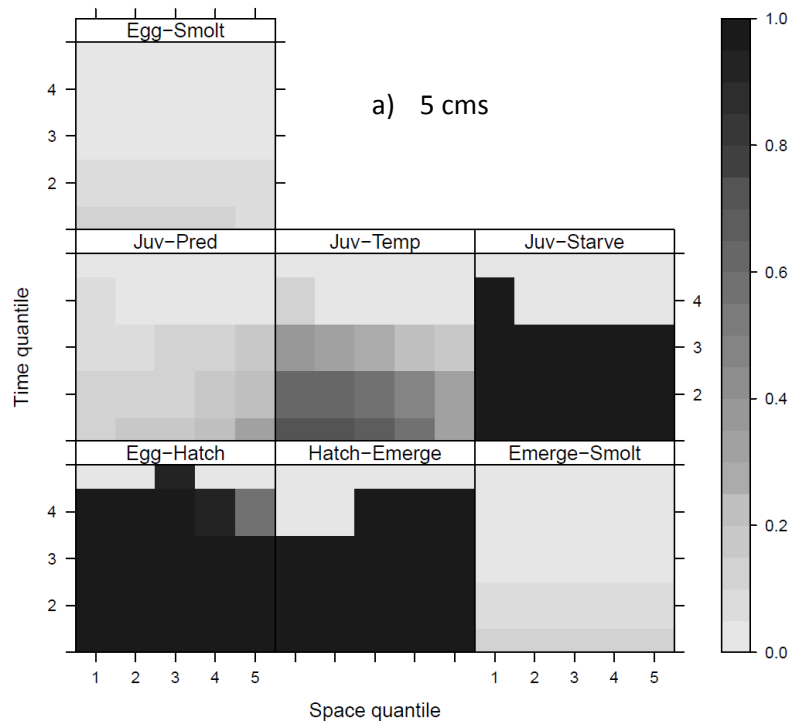 Egg−Smolt
a) 5 cms
1.0
0.8
0.6
0.4
0.2
0.0
4
3
2
Juv−Pred
Juv−Temp
Juv−Starve
4
3
2
Time quantile
Egg−Hatch
Hatch−Emerge
Emerge−Smolt
4
3
2
1 2 3 4 5
1 2 3 4 5
Space quantile